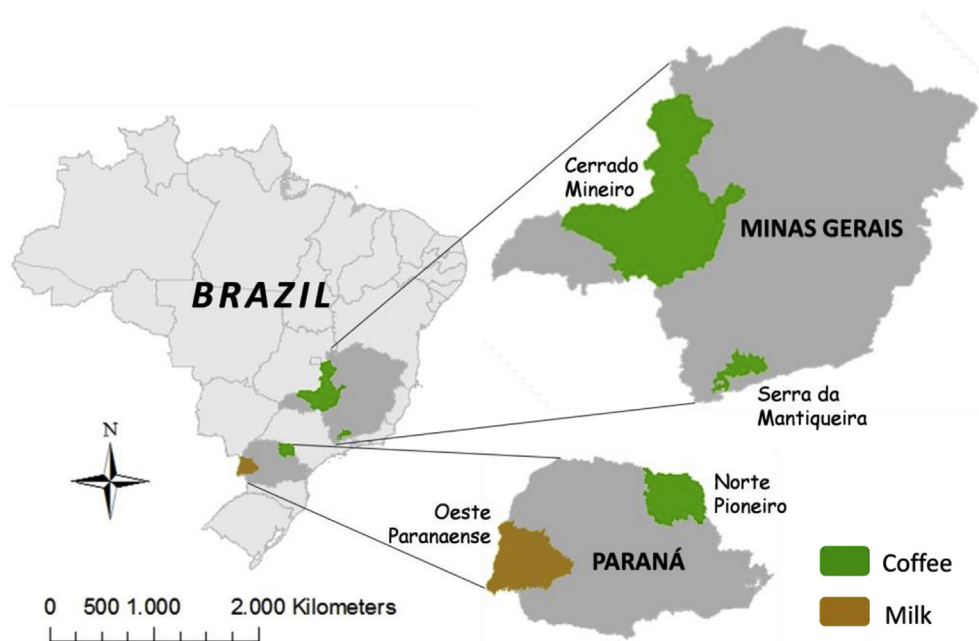 Cerrado
Mineiro
MINAS GERAIS
BRAZIL
Serra da
Mantiqueira
N
Norte
Pioneiro
Oeste
Paranaense
PARANÁ
Coffee
Milk
0 500 1.000 2.000 Kilometers